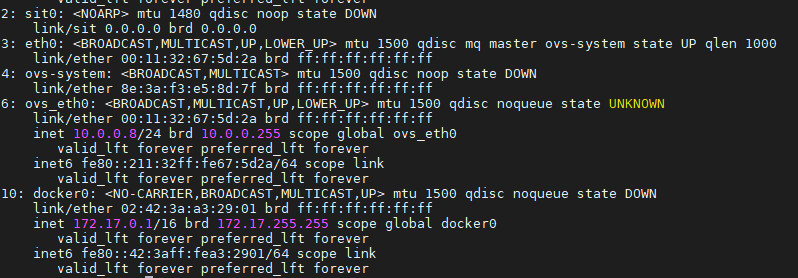 valid_lft forever preferred_lft forever
2: sit0: <NOARP> mtu 1480 qdisc noop state DOWN
link/sit 0.0.0.0 brd 0.0.0.0
3: eth0: <BROADCAST,MULTICAST,UP,LOWER_UP> mtu 1500 qdisc mq master ovs-system state UP qlen 1000
link/ether 00:11:32:67:5d:2a brd ff:ff:ff:ff:ff:ff
4: ovs-system: <BROADCAST,MULTICAST> mtu 1500 qdisc noop state DOWN
link/ether 8e:3a:f3:e5:8d:7f brd ff:ff:ff:ff:ff:ff
6: ovs_eth0: <BROADCAST,MULTICAST,UP,LOWER_UP> mtu 1500 qdisc noqueue state UNKNOWN
link/ether 00:11:32:67:5d:2a brd ff:ff:ff:ff:ff:ff
inet 10.0.0.8/24 brd 10.0.0.255 scope global ovs_eth0
valid_lft forever preferred_lft forever
inet6 fe80::211:32ff:fe67:5d2a/64 scope link
valid_lft forever preferred_lft forever
10: docker0: <NO-CARRIER,BROADCAST,MULTICAST,UP> mtu 1500 qdisc noqueue state DOWN
link/ether 02:42:3a:a3:29:01 brd ff:ff:ff:ff:ff:ff
inet 172.17.0.1/16 brd 172.17.255.255 scope global docker0
valid_lft forever preferred_lft forever
inet6 fe80::42:3aff:fea3:2901/64 scope link
valid_lft forever preferred_lft forever